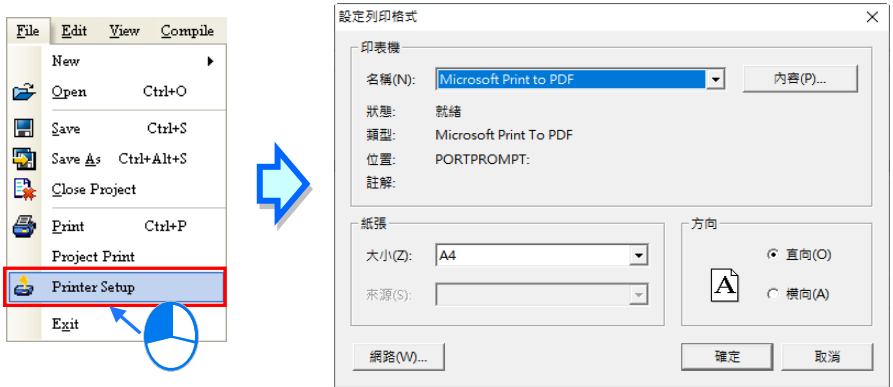 File Edit View Compile
New
Open Ctrl+O
Save Ctrl+S
Save As Ctrl+Alt+S
Close Project
Print Ctrl+P
Project Print
Printer Setup
Exit
設定列印格式
印表機
名稱(N): Microsoft Print to PDF 內容(P)...
狀態: 就緒
類型: Microsoft Print To PDF
位置: PORTPROMPT:
註解:
紙張
大小(Z): A4
來源(S):
方向
A
直向(O)
橫向(A)
網路(W)... 確定 取消